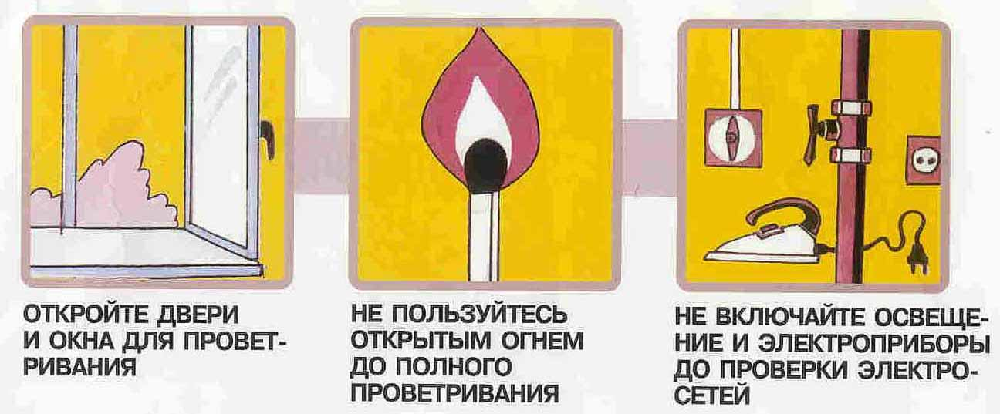 ОТКРОЙТЕ ДВЕРИ
И ОКНА ДЛЯ ПРОВЕТ-
РИВАНИЯ
НЕ ПОЛЬЗУЙТЕСЬ
ОТКРЫТЫМ ОГНЕМ
ДО ПОЛНОГО
ПРОВЕТРИВАНИЯ
НЕ ВКЛЮЧАЙТЕ ОСВЕЩЕ-
НИЕ И ЭЛЕКТРОПРИБОРЫ
ДО ПРОВЕРКИ ЭЛЕКТРО-
СЕТЕЙ